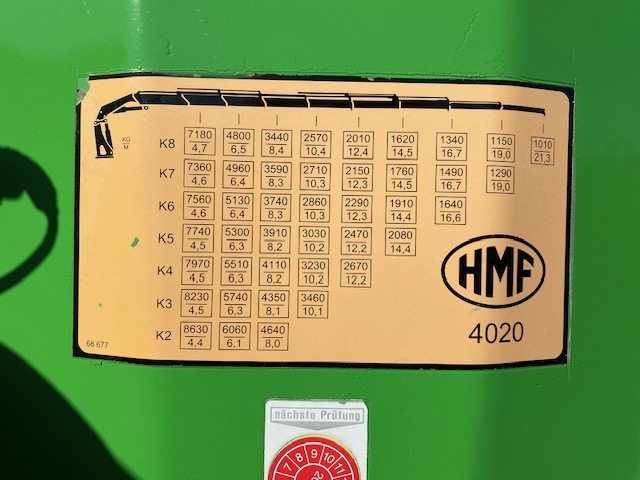 KG
M
K8 7180 4800 3440 2570 2010 1620 1340 1150 1010
4,7 6,5 8,4 10,4 12,4 14,5 16,7 19,0 21,3
K7 7360 4960 3590 2710 2150 1760 1490 1290
4,6 6,4 8,3 10,3 12,3 14,5 16,7 19,0
K6 7560 5130 3740 2860 2290 1910 1640
4,6 6,4 8,3 10,3 12,3 14,4 16,6
K5 7740 5300 3910 3030 2470 2080
4,5 6,3 8,2 10,2 12,2 14,4
K4 7970 5510 4110 3230 2670
4,5 6,3 8,2 10,2 12,2
K3 8230 5740 4350 3460
4,5 6,3 8,1 10,1
K2 8630 6060 4640
4,4 6,1 8,0
HMF
4020
68 677
nächste Prüfung
7 8 9 10 11